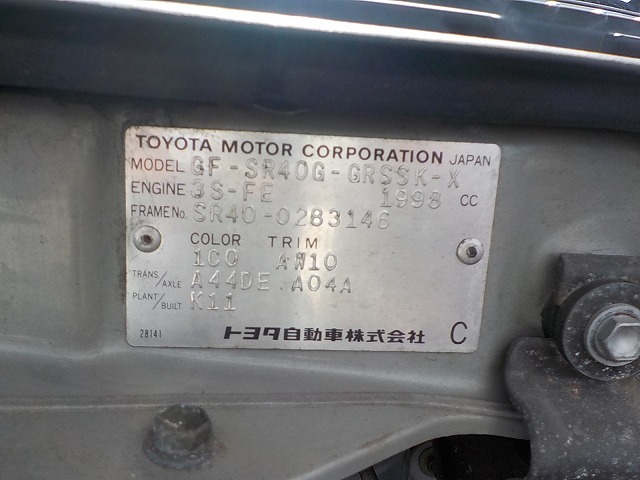 TOYOTA MOTOR CORPORATION JAPAN
MODEL GF-SR40G-GRSSK-X
ENGINE 3S-FE 1998 CC
FRAME No. SR40-0283146
COLOR TRIM
1C0 AW10
TRANS/AXLE A44DE A04A
PLANT/BUILT K11
28141 トヨタ自動車株式会社 C